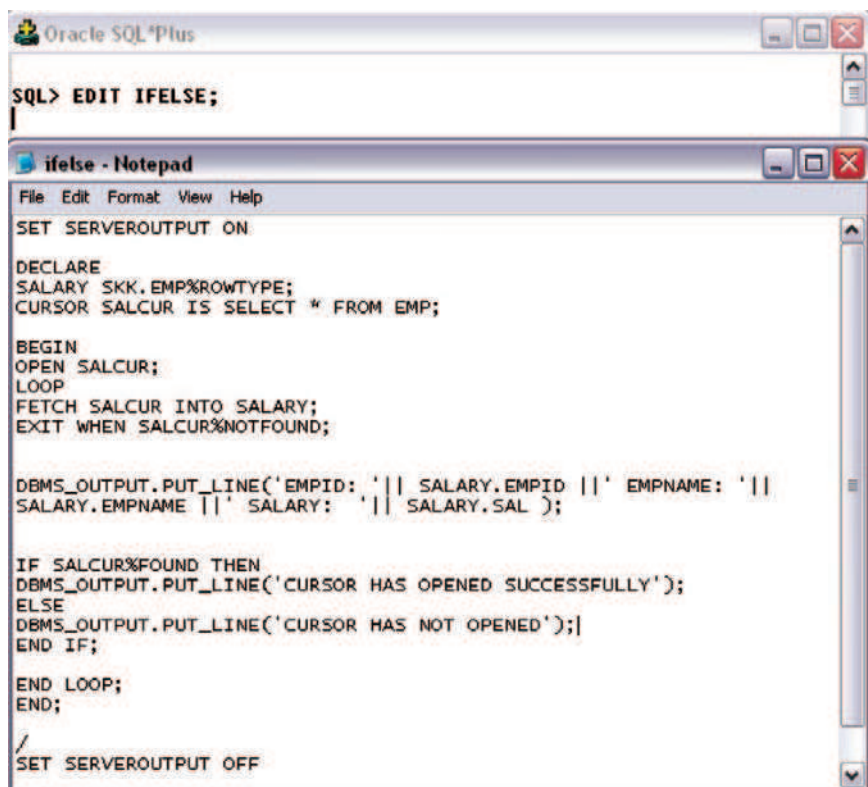 Oracle SQL*Plus
SQL> EDIT IFELSE;
ifelse - Notepad
File Edit Format View Help
SET SERVEROUTPUT ON
DECLARE
SALARY SKK.EMP%ROWTYPE;
CURSOR SALCUR IS SELECT * FROM EMP;
BEGIN
OPEN SALCUR;
LOOP
FETCH SALCUR INTO SALARY;
EXIT WHEN SALCUR%NOTFOUND;
DBMS_OUTPUT.PUT_LINE('EMPID: '|| SALARY.EMPID ||' EMPNAME: '||
SALARY.EMPNAME ||' SALARY:  '|| SALARY.SAL );
IF SALCUR%FOUND THEN
DBMS_OUTPUT.PUT_LINE('CURSOR HAS OPENED SUCCESSFULLY');
ELSE
DBMS_OUTPUT.PUT_LINE('CURSOR HAS NOT OPENED');
END IF;
END LOOP;
END;
/
SET SERVEROUTPUT OFF